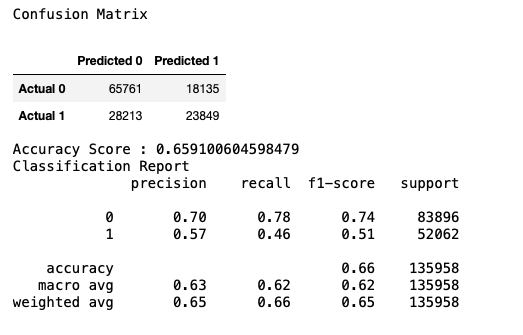 Confusion Matrix
Predicted 0 Predicted 1
Actual 0 65761 18135
Actual 1 28213 23849
Accuracy Score : 0.659100604598479
Classification Report
precision recall f1-score support
0 0.70 0.78 0.74 83896
1 0.57 0.46 0.51 52062
accuracy 0.66 135958
macro avg 0.63 0.62 0.62 135958
weighted avg 0.65 0.66 0.65 135958